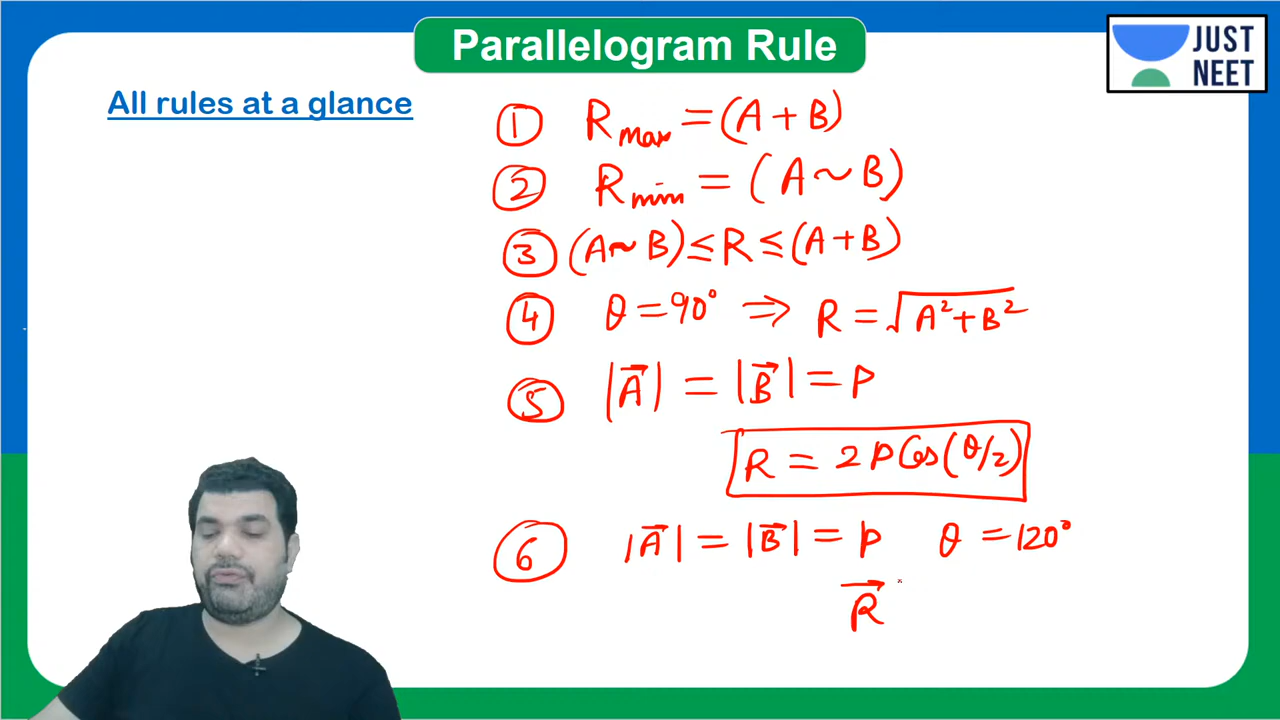 Parallelogram Rule
JUST
NEET
All rules at a glance
① R_max = (A + B)
② R_min = (A ~ B)
③ (A ~ B) ≤ R ≤ (A + B)
④ θ = 90° ⇒ R = √(A² + B²)
⑤ |A⃗| = |B⃗| = P
R = 2 P Cos(θ/2)
⑥ |A⃗| = |B⃗| = P θ = 120°
R⃗